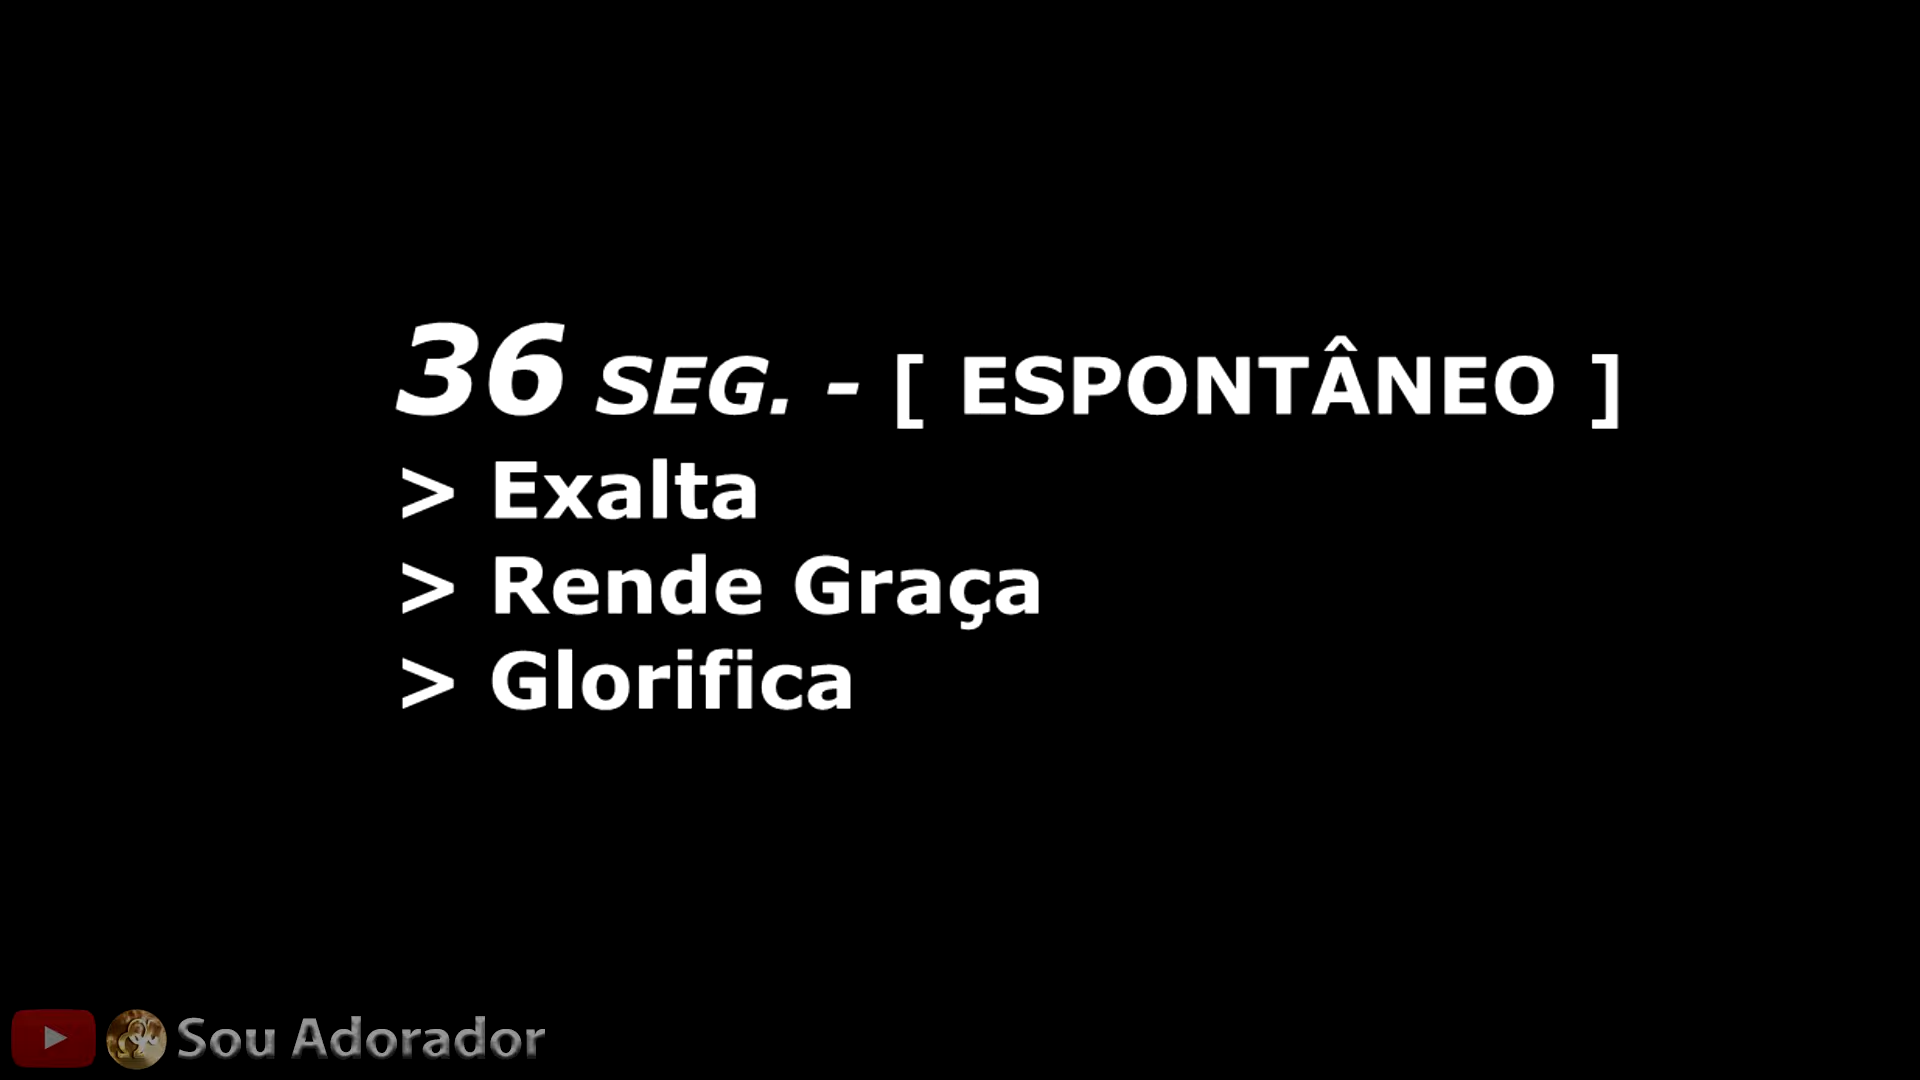 36 SEG. - [ ESPONTÂNEO ]
> Exalta
> Rende Graça
> Glorifica
Sou Adorador